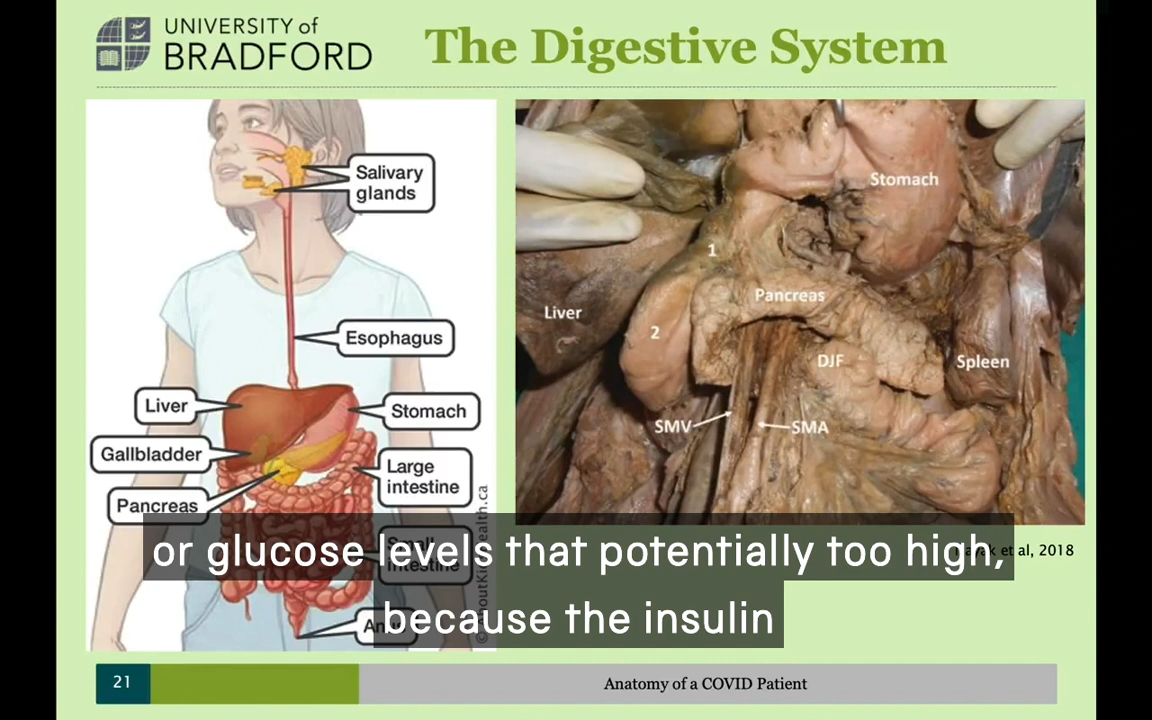 UNIVERSITY of
BRADFORD
The Digestive System
Salivary
glands
Esophagus
Liver
Stomach
Gallbladder
Large
intestine
Pancreas
Small
intestine
Stomach
1
Pancreas
Liver
2
DJF
Spleen
SMV
SMA
et al, 2018
or glucose levels that potentially too high,
because the insulin
21
Anatomy of a COVID Patient